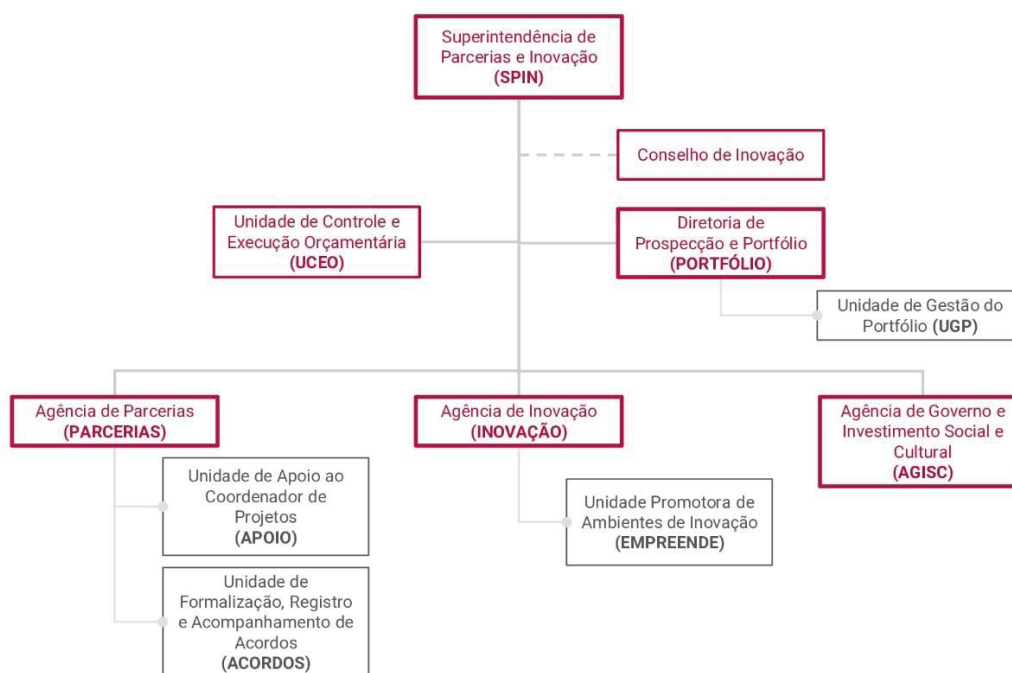 Superintendência de
Parcerias e Inovação
(SPIN)
Conselho de Inovação
Unidade de Controle e
Execução Orçamentária
(UCEO)
Diretoria de
Prospecção e Portfólio
(PORTFÓLIO)
Unidade de Gestão do
Portfólio (UGP)
Agência de Parcerias
(PARCERIAS)
Agência de Inovação
(INOVAÇÃO)
Agência de Governo e
Investimento Social e
Cultural
(AGISC)
Unidade de Apoio ao
Coordenador de
Projetos
(APOIO)
Unidade Promotora de
Ambientes de Inovação
(EMPREENDE)
Unidade de
Formalização, Registro
e Acompanhamento de
Acordos
(ACORDOS)